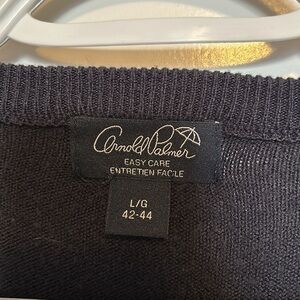 Arnold Palmer
EASY CARE
ENTRETIEN FACILE
L/G
42-44